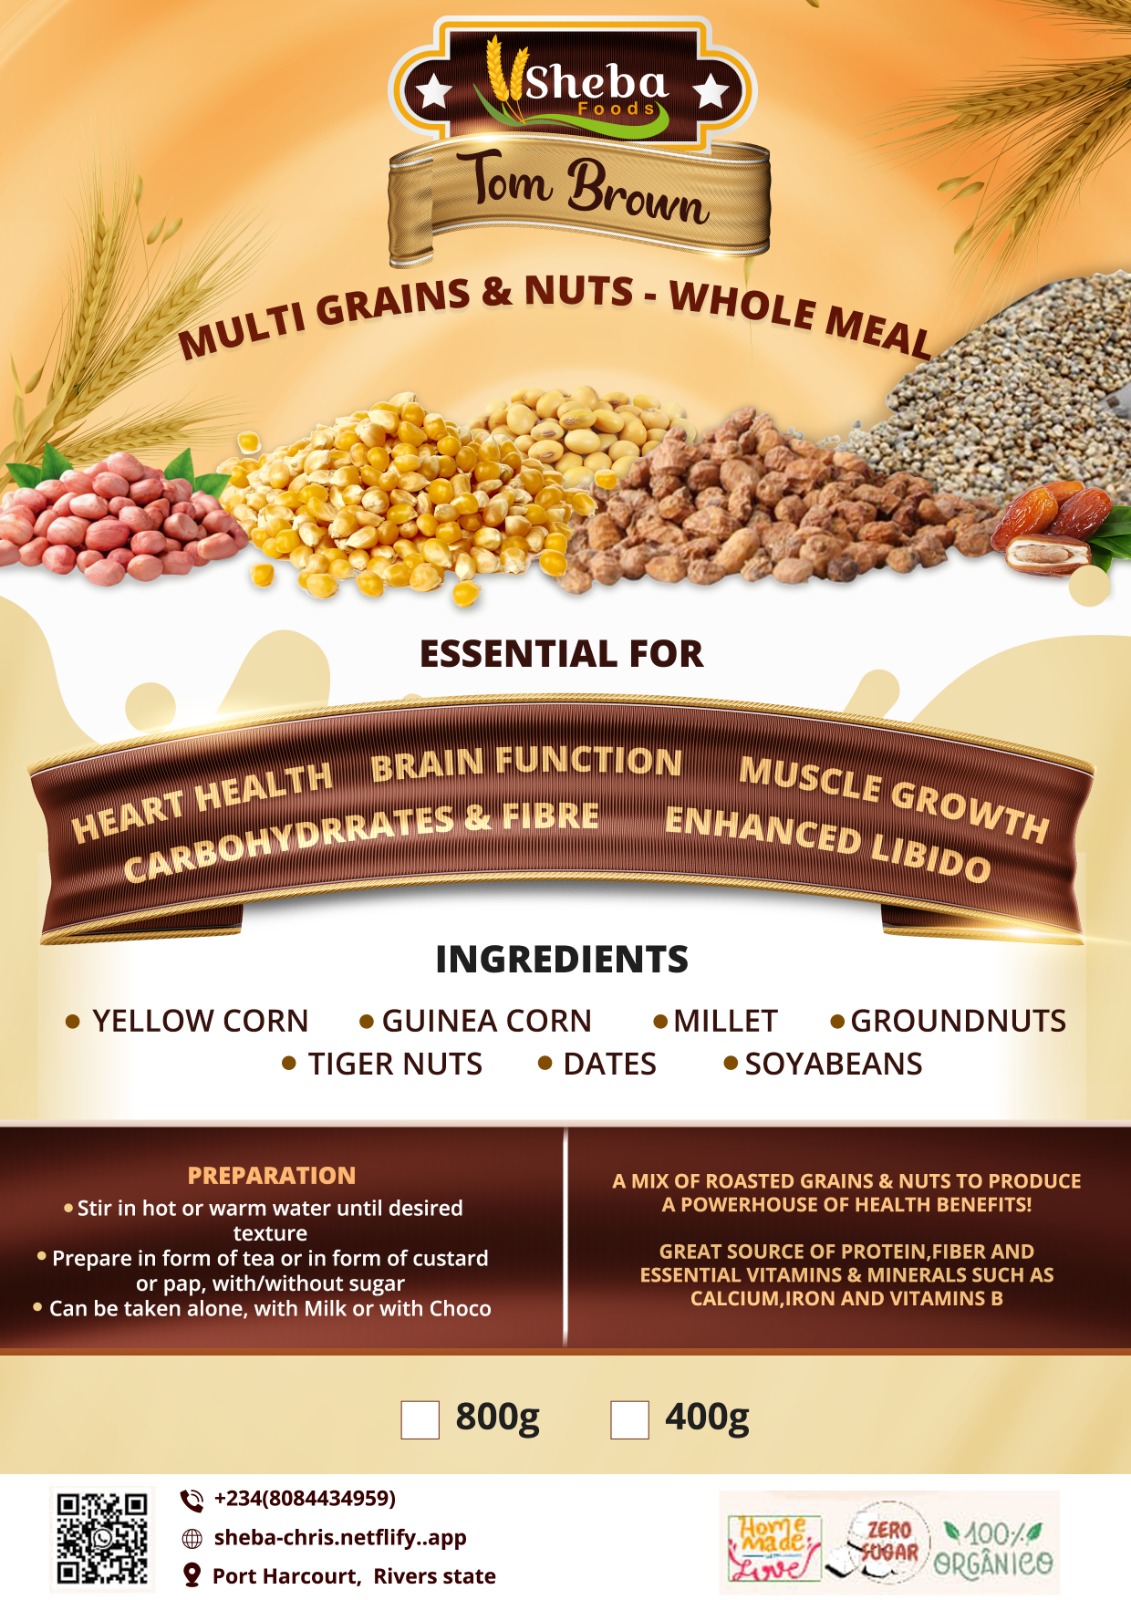 Sheba
Foods
Tom Brown
MULTI GRAINS & NUTS - WHOLE MEAL
ESSENTIAL FOR
HEART HEALTH BRAIN FUNCTION MUSCLE GROWTH
CARBOHYDRRATES & FIBRE ENHANCED LIBIDO
INGREDIENTS
• YELLOW CORN • GUINEA CORN • MILLET • GROUNDNUTS
• TIGER NUTS • DATES • SOYABEANS
PREPARATION
• Stir in hot or warm water until desired
texture
• Prepare in form of tea or in form of custard
or pap, with/without sugar
• Can be taken alone, with Milk or with Choco
A MIX OF ROASTED GRAINS & NUTS TO PRODUCE
A POWERHOUSE OF HEALTH BENEFITS!
GREAT SOURCE OF PROTEIN,FIBER AND
ESSENTIAL VITAMINS & MINERALS SUCH AS
CALCIUM,IRON AND VITAMINS B
800g 400g
+234(8084434959)
sheba-chris.netflify..app
Port Harcourt, Rivers state
Home
made
with
Love
ZERO
SUGAR
100%
ORGÂNICO